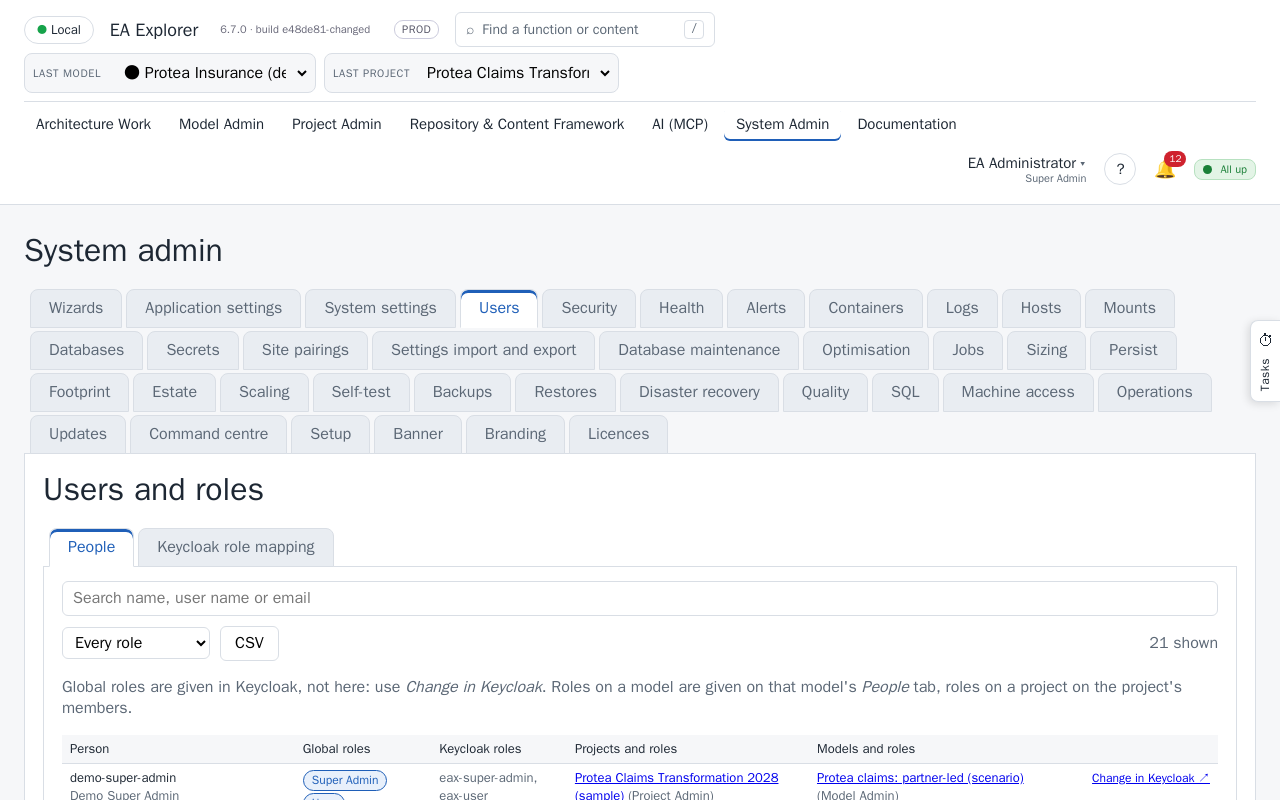 Local EA Explorer 6.7.0 · build e48de81-changed PROD Find a function or content /
LAST MODEL Protea Insurance (de LAST PROJECT Protea Claims Transfor
Architecture Work Model Admin Project Admin Repository & Content Framework AI (MCP) System Admin Documentation
EA Administrator ? 12 All up
Super Admin
System admin
Wizards Application settings System settings Users Security Health Alerts Containers Logs Hosts Mounts
Tasks
Databases Secrets Site pairings Settings import and export Database maintenance Optimisation Jobs Sizing Persist
Footprint Estate Scaling Self-test Backups Restores Disaster recovery Quality SQL Machine access Operations
Updates Command centre Setup Banner Branding Licences
Users and roles
People Keycloak role mapping
Search name, user name or email
Every role CSV 21 shown
Global roles are given in Keycloak, not here: use Change in Keycloak. Roles on a model are given on that model's People tab, roles on a project on the project's
members.
Person Global roles Keycloak roles Projects and roles Models and roles
demo-super-admin Super Admin eax-super-admin, Protea Claims Transformation 2028 Protea claims: partner-led (scenario) Change in Keycloak ↗
Demo Super Admin eax-user (sample) (Project Admin) (Model Admin)